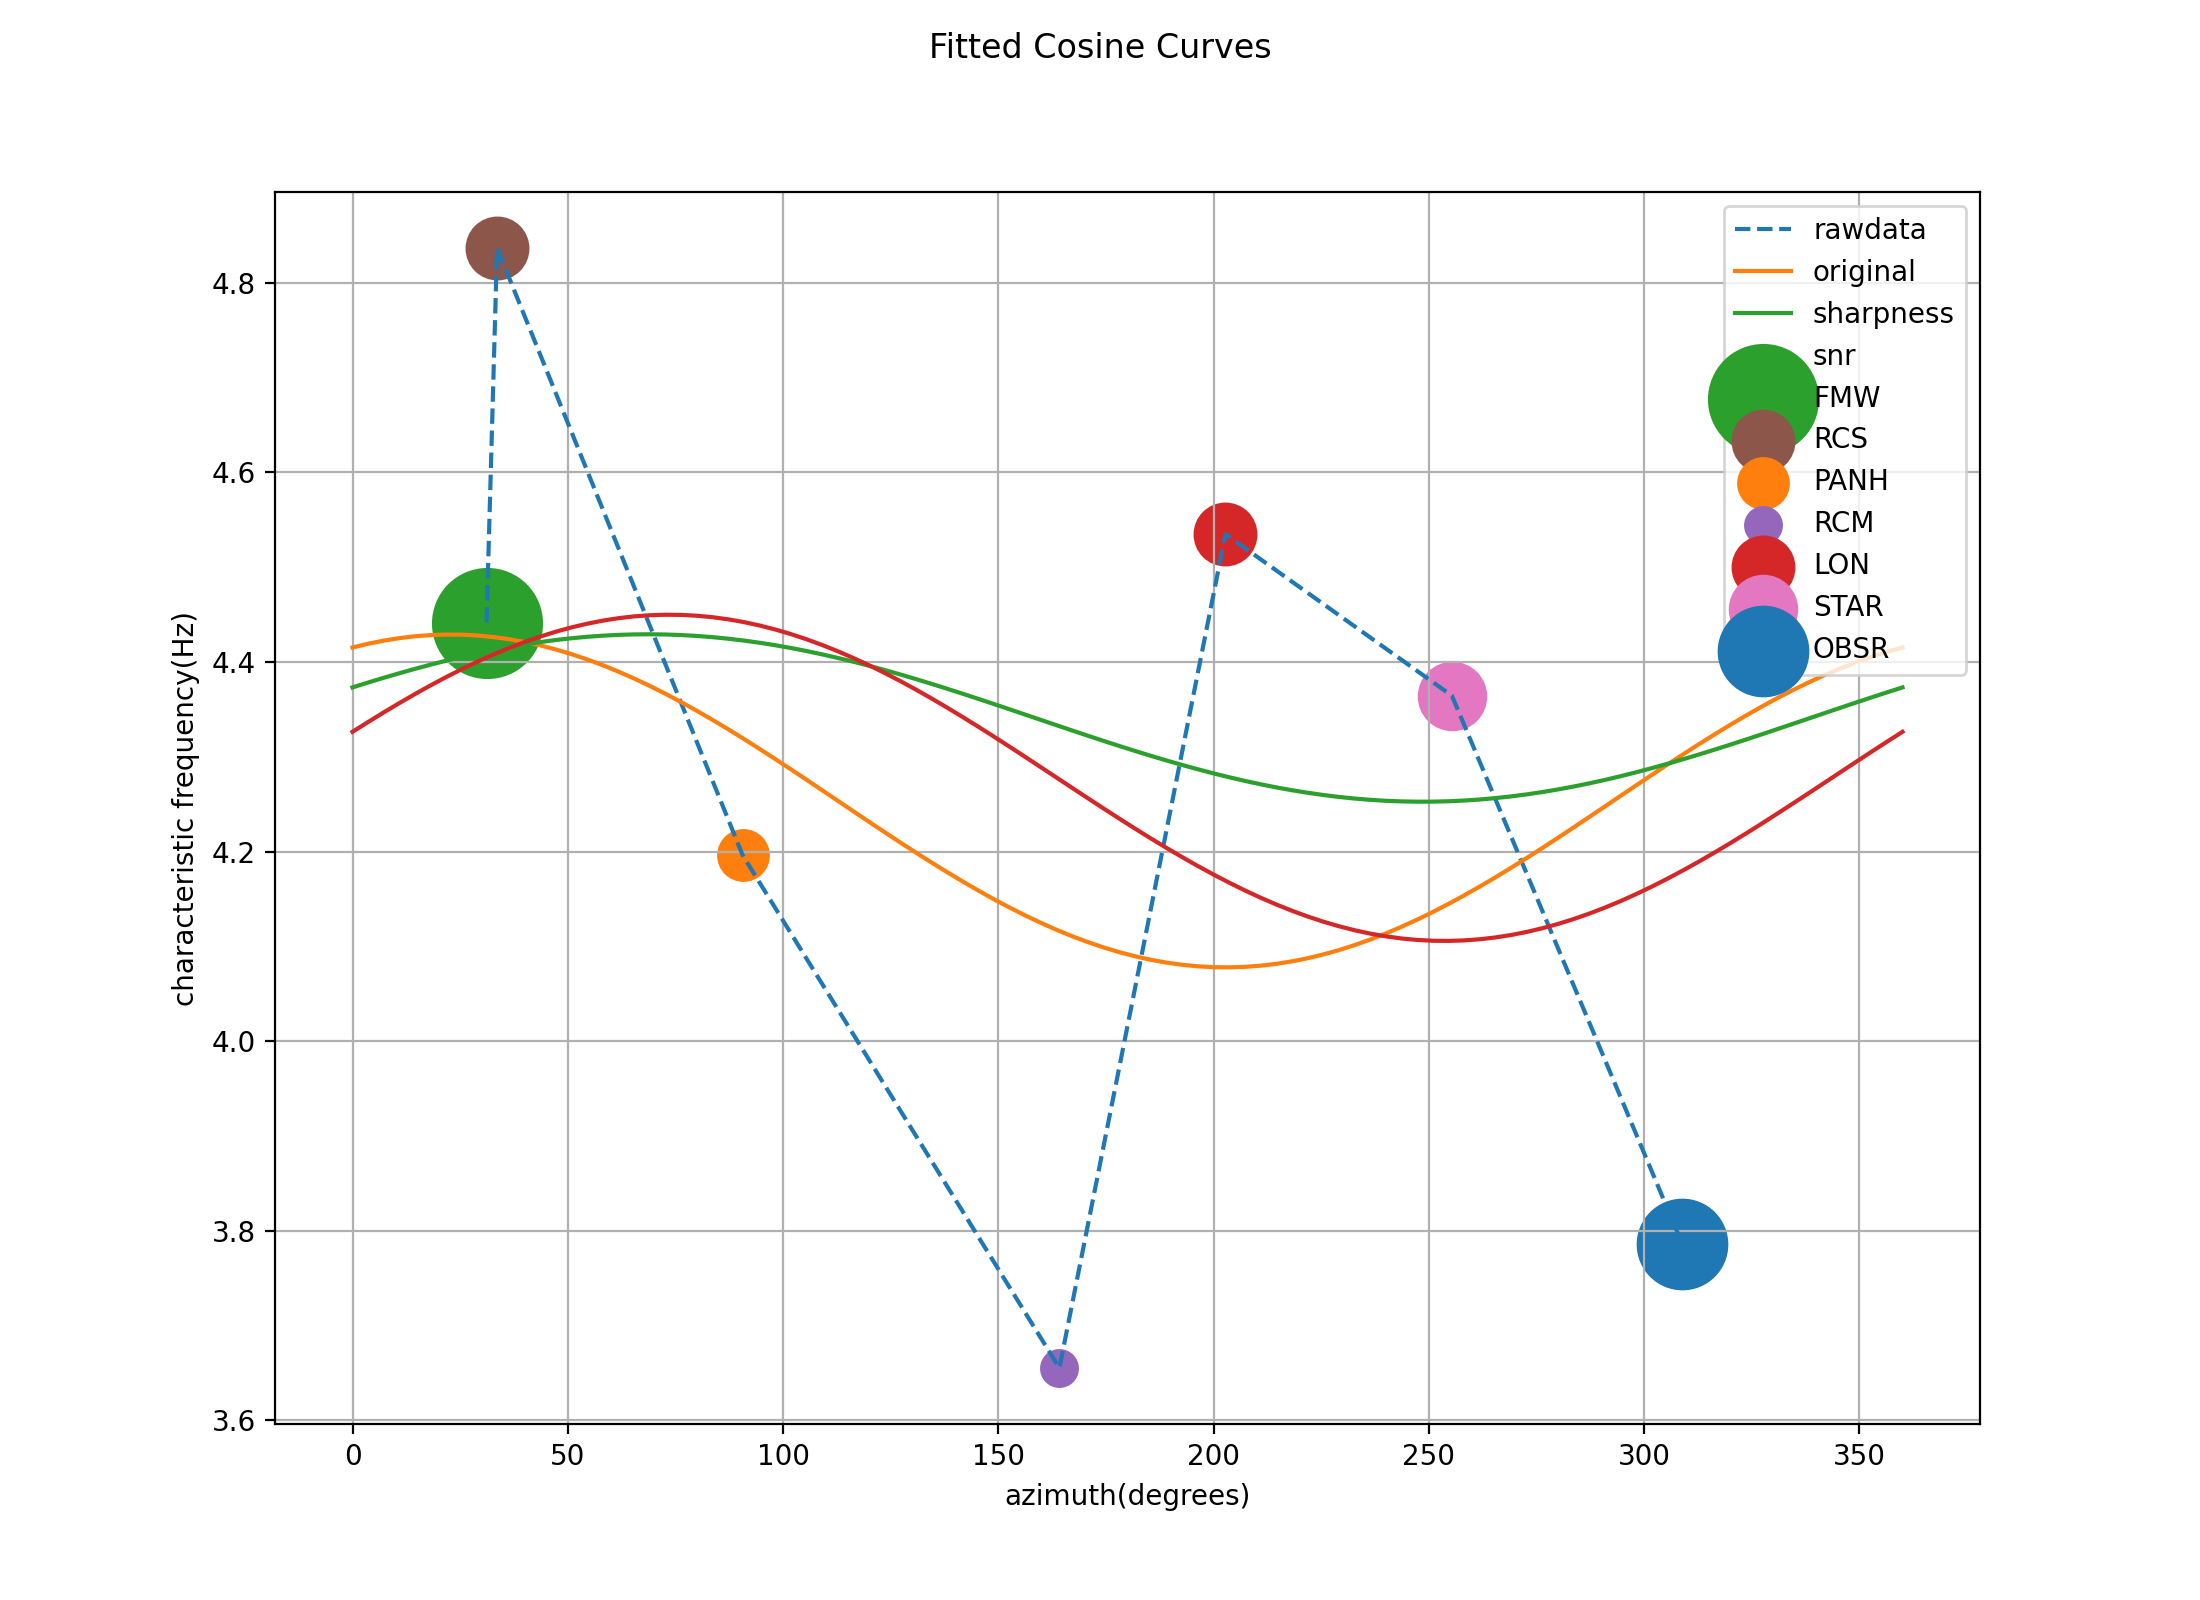 Fitted Cosine Curves
rawdata
original
sharpness
snr
FMW
RCS
PANH
RCM
LON
STAR
OBSR
4.8
4.6
4.4
4.2
4.0
3.8
3.6
characteristic frequency(Hz)
0 50 100 150 200 250 300 350
azimuth(degrees)